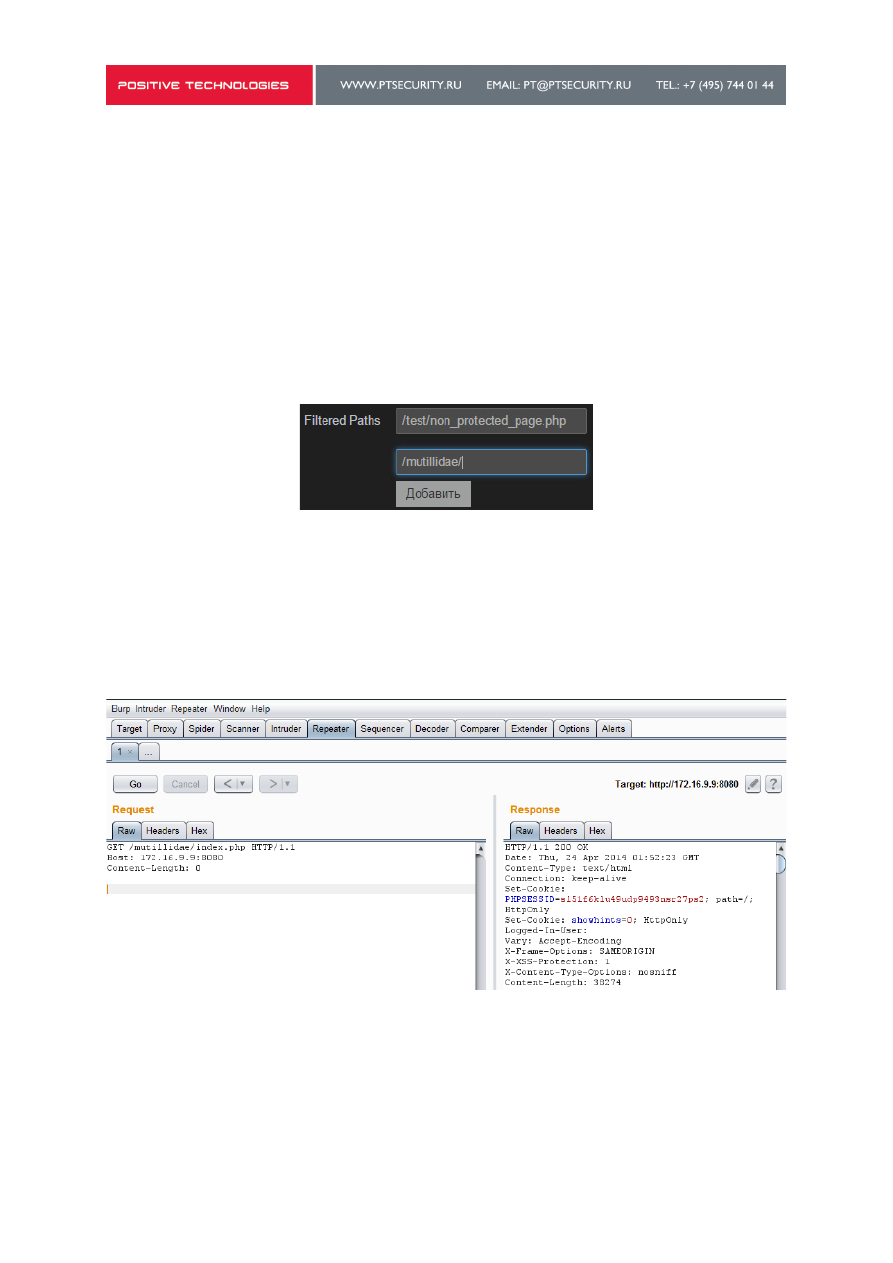 POSITIVE TECHNOLOGIES WWW.PTSECURITY.RU EMAIL: PT@PTSECURITY.RU TEL.: +7 (495) 744 01 44
Filtered Paths /test/non_protected_page.php
/mutillidae/
Добавить
Burp Intruder Repeater Window Help
Target Proxy Spider Scanner Intruder Repeater Sequencer Decoder Comparer Extender Options Alerts
1 × ...
Go Cancel < > Target: http://172.16.9.9:8080 ?
Request
Raw Headers Hex
GET /mutillidae/index.php HTTP/1.1
Host: 172.16.9.9:8080
Content-Length: 0
Response
Raw Headers Hex
HTTP/1.1 200 OK
Date: Thu, 24 Apr 2014 01:52:23 GMT
Content-Type: text/html
Connection: keep-alive
Set-Cookie:
path=/;
HttpOnly
Set-Cookie: showhints=0; HttpOnly
Logged-In-User:
Vary: Accept-Encoding
X-Frame-Options: SAMEORIGIN
X-XSS-Protection: 1
X-Content-Type-Options: nosniff
Content-Length: 38274